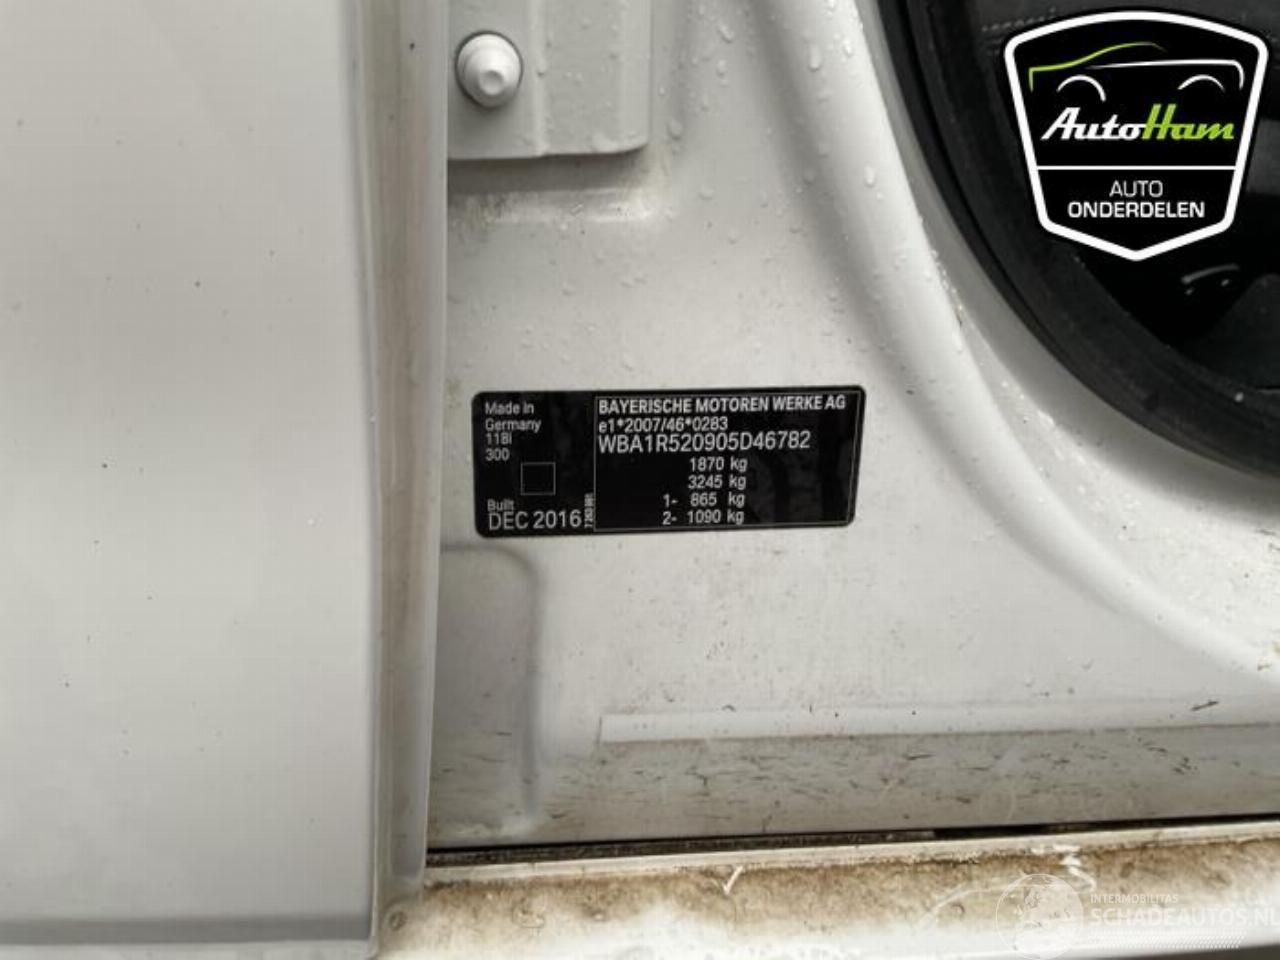 AutoHam
AUTO
ONDERDELEN
Made in
Germany
118i
300
Built
DEC 2016
BAYERISCHE MOTOREN WERKE AG
e1*2007/46*0283
WBA1R520905D46782
1870 kg
3245 kg
1- 865 kg
2- 1090 kg
INTERMOBILITAS
SCHADEAUTOS.NL